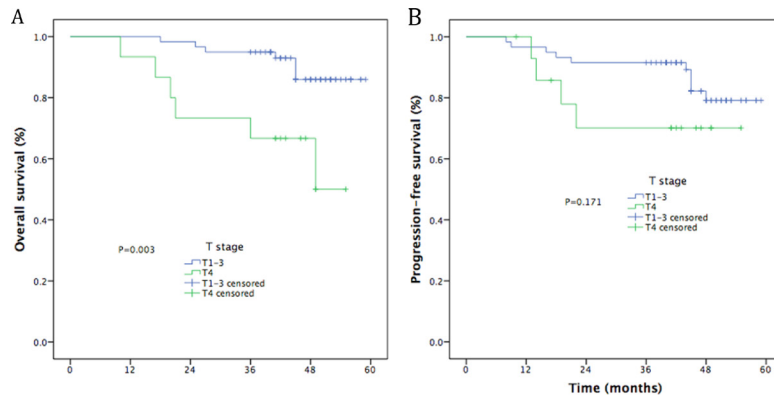 A
Overall survival (%)
1.0
0.8
0.6
0.4
0.2
0.0
P=0.003
T stage
T1-3
T4
T1-3 censored
T4 censored
0 12 24 36 48 60
B
Progression-free survival (%)
1.0
0.8
0.6
0.4
0.2
0.0
P=0.171
T stage
T1-3
T4
T1-3 censored
T4 censored
0 12 24 36 48 60
Time (months)